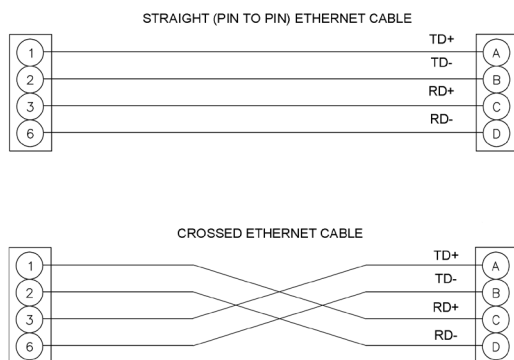 STRAIGHT (PIN TO PIN) ETHERNET CABLE
TD+
1 A
TD-
2 B
RD+
3 C
RD-
6 D
CROSSED ETHERNET CABLE
TD+
1 A
TD-
2 B
RD+
3 C
RD-
6 D